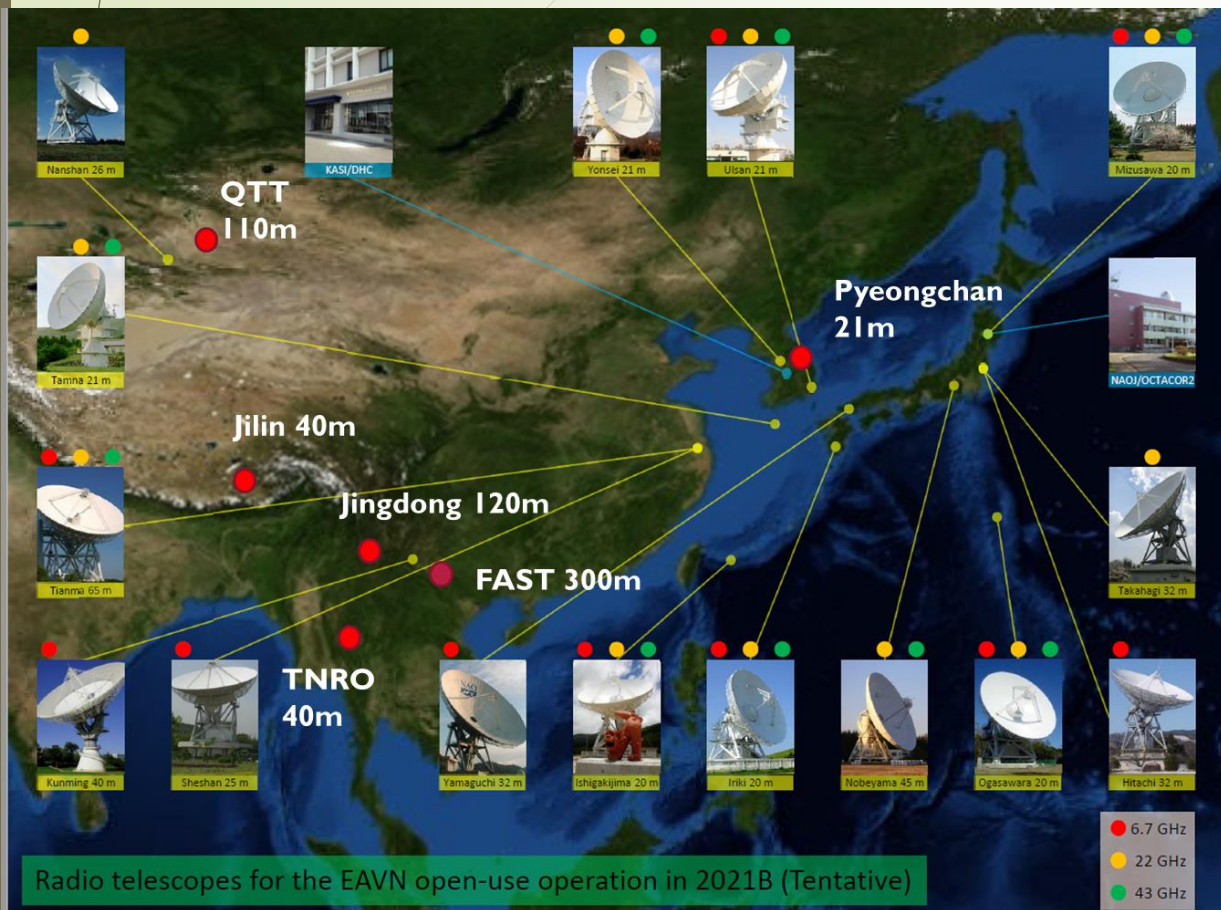 Nanshan 26 m
KASI/DHC
Yonsei 21 m
Ulsan 21 m
Mizusawa 20 m
QTT
110m
Pyeongchan
21m
Tamna 21 m
NAOJ/OCTACOR2
Jilin 40m
Jingdong 120m
Tianma 65 m
FAST 300m
Takahagi 32 m
TNRO
40m
NAOJ
Kunming 40 m
Sheshan 25 m
Yamaguchi 32 m
Ishigakijima 20 m
Iriki 20 m
Nobeyama 45 m
Ogasawara 20 m
Hitachi 32 m
6.7 GHz
22 GHz
43 GHz
Radio telescopes for the EAVN open-use operation in 2021B (Tentative)